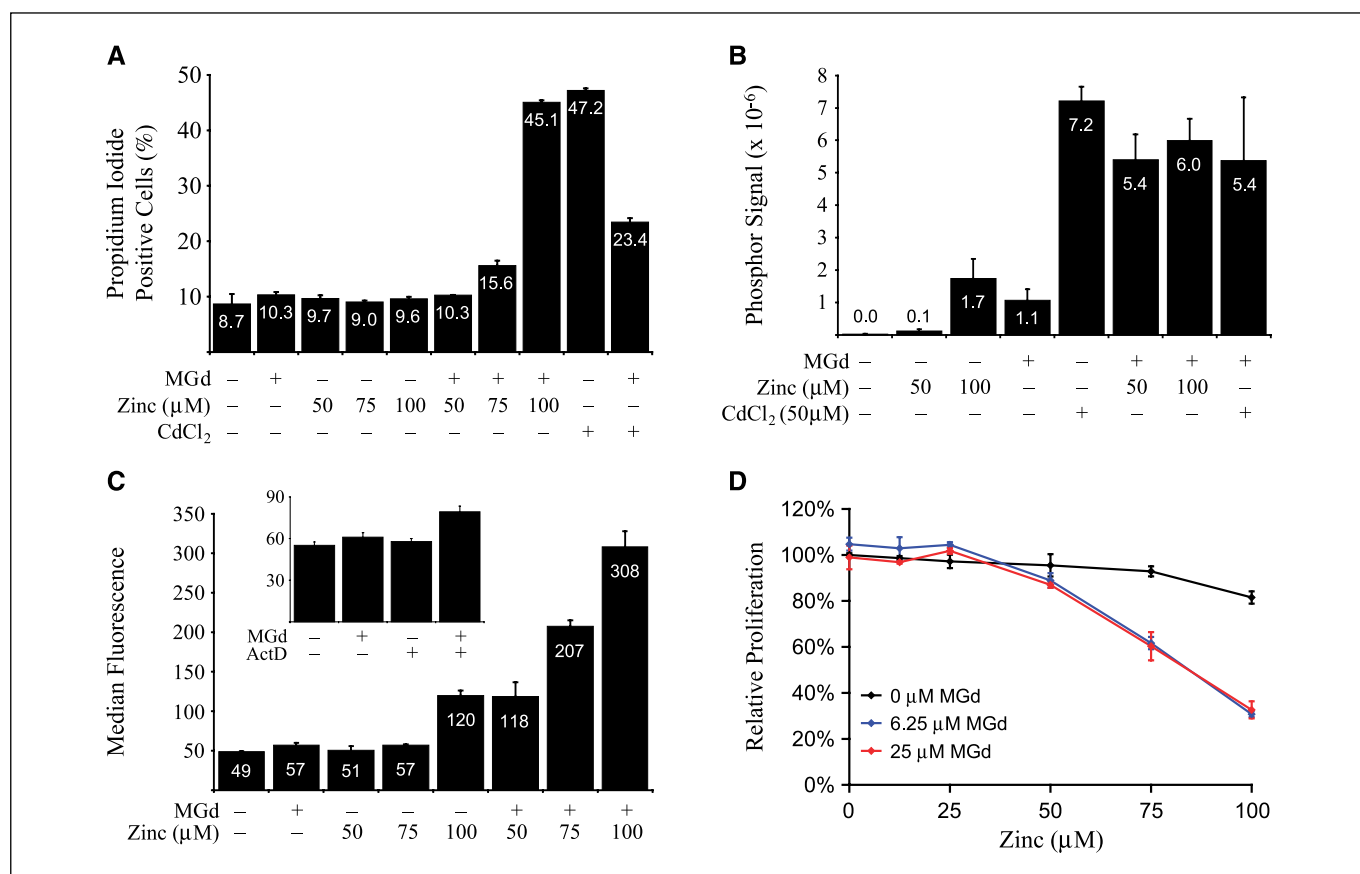 A
Propidium Iodide
Positive Cells (%)
50
40
30
20
10
8.7
10.3
9.7
9.0
9.6
10.3
15.6
45.1
47.2
23.4
MGd – + – – – + + + – +
Zinc (µM) – – 50 75 100 50 75 100 – –
CdCl2 – – – – – – – – + +
B
Phosphor Signal (x 10-6)
8
7
6
5
4
3
2
1
0.0
0.1
1.7
1.1
7.2
5.4
6.0
5.4
MGd – – – + – + + +
Zinc (µM) – 50 100 – – 50 100 –
CdCl2 (50µM) – – – – + – – +
C
Median Fluorescence
350
300
250
200
150
100
50
49
57
51
57
120
118
207
308
MGd – + – – – + + +
Zinc (µM) – – 50 75 100 50 75 100
90
60
30
MGd – + – +
ActD – – + +
D
Relative Proliferation
120%
100%
80%
60%
40%
20%
0%
0 µM MGd
6.25 µM MGd
25 µM MGd
0 25 50 75 100
Zinc (µM)